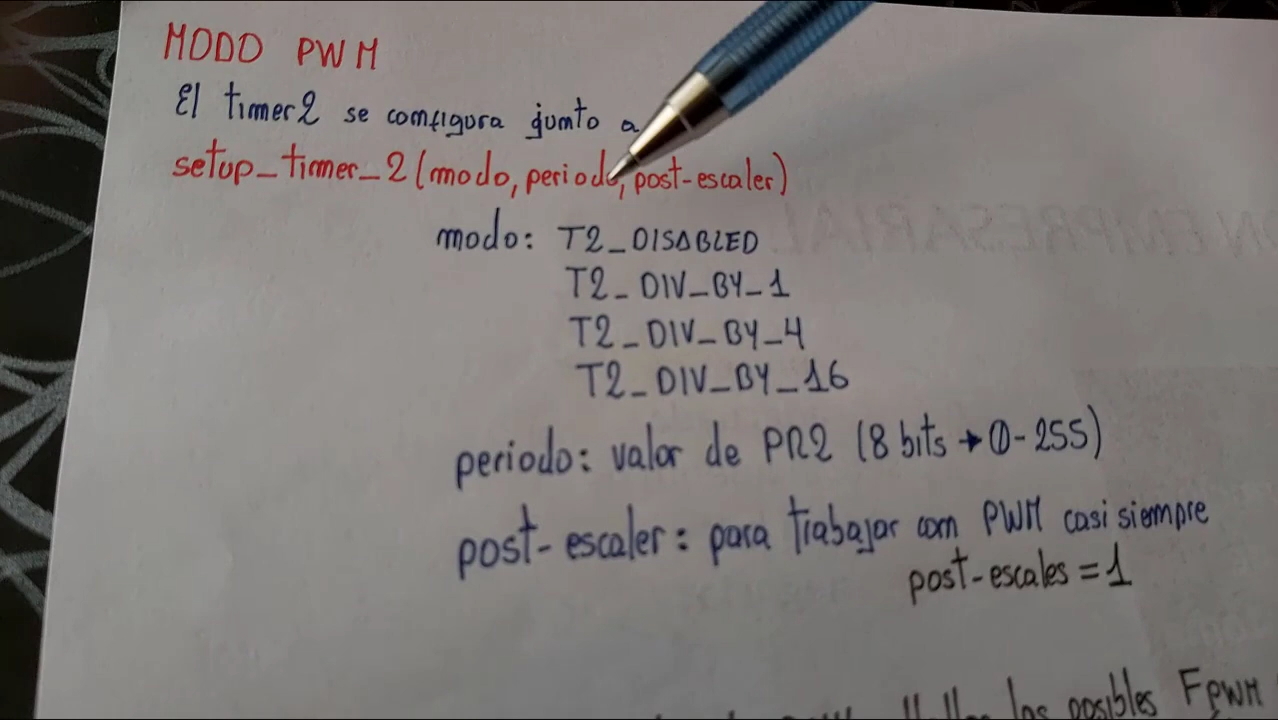 MODO PWM
El timer2 se configura junto a
setup_timer_2(modo, periodo, post-escaler)
modo: T2_DISABLED
T2_DIV_BY_1
T2_DIV_BY_4
T2_DIV_BY_16
periodo: valor de PR2 (8 bits → 0-255)
post-escaler: para trabajar con PWM casi siempre
post-escales = 1
las posibles FPWM